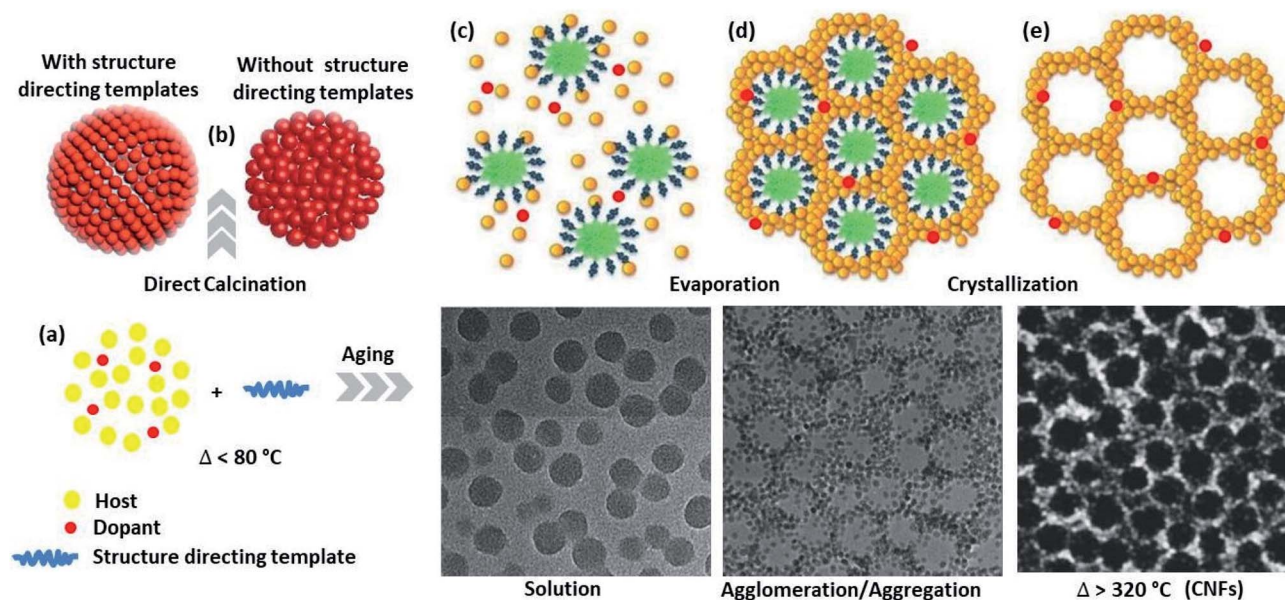 With structure
directing templates
(b)
Without structure
directing templates
Direct Calcination
(c)
(d)
(e)
Evaporation
Crystallization
(a)
+
Aging
Δ < 80 °C
Host
Dopant
Structure directing template
Solution
Agglomeration/Aggregation
Δ > 320 °C (CNFs)